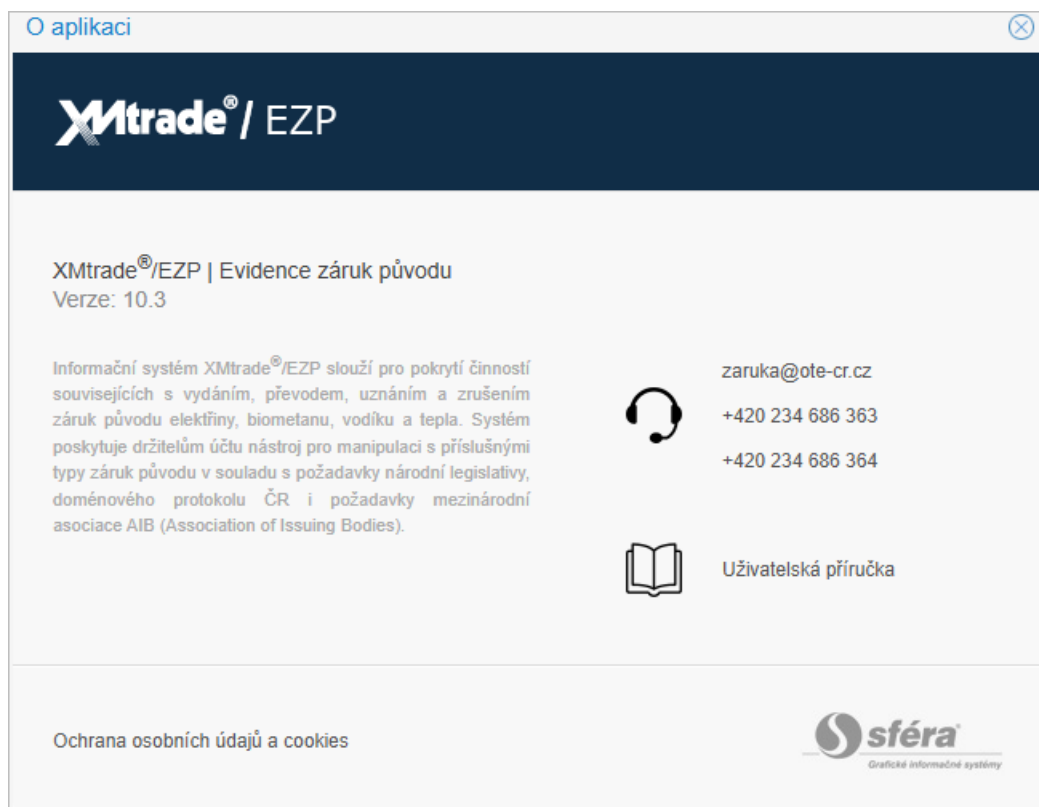 O aplikaci
XMtrade®/ EZP
XMtrade®/EZP | Evidence záruk původu
Verze: 10.3
Informační systém XMtrade®/EZP slouží pro pokrytí činností
souvisejících s vydáním, převodem, uznáním a zrušením
záruk původu elektřiny, biometanu, vodíku a tepla. Systém
poskytuje držitelům účtu nástroj pro manipulaci s příslušnými
typy záruk původu v souladu s požadavky národní legislativy,
doménového protokolu ČR i požadavky mezinárodní
asociace AIB (Association of Issuing Bodies).
zaruka@ote-cr.cz
+420 234 686 363
+420 234 686 364
Uživatelská příručka
Ochrana osobních údajů a cookies
sféra®
Grafické informačné systémy